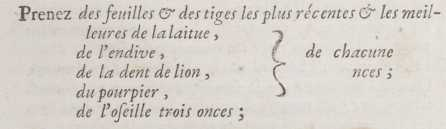 Prenez des feuilles & des tiges les plus récentes & les meil-
leures de la laitue,
de l'endive,
de la dent de lion,
du pourpier,
de chacune
nces;
de l'oſeille trois onces;